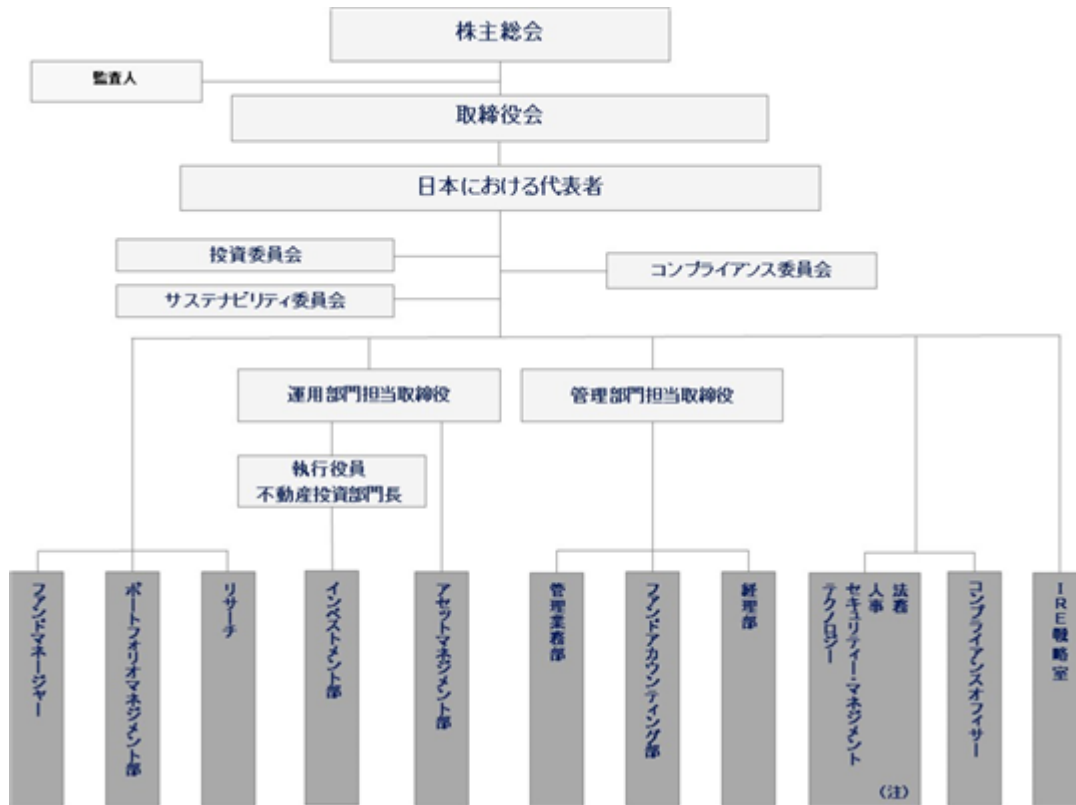 株主総会
監査人
取締役会
日本における代表者
投資委員会
コンプライアンス委員会
サステナビリティ委員会
運用部門担当取締役
管理部門担当取締役
執行役員
不動産投資部門長
ファンドマネージャー
ポートフォリオマネジメント部
リサーチ
インベストメント部
アセットマネジメント部
管理業務部
ファンドアカウンティング部
経理部
法務
人事
セキュリティー・マネジメント
テクノロジー
(注)
コンプライアンスオフィサー
IRE戦略室